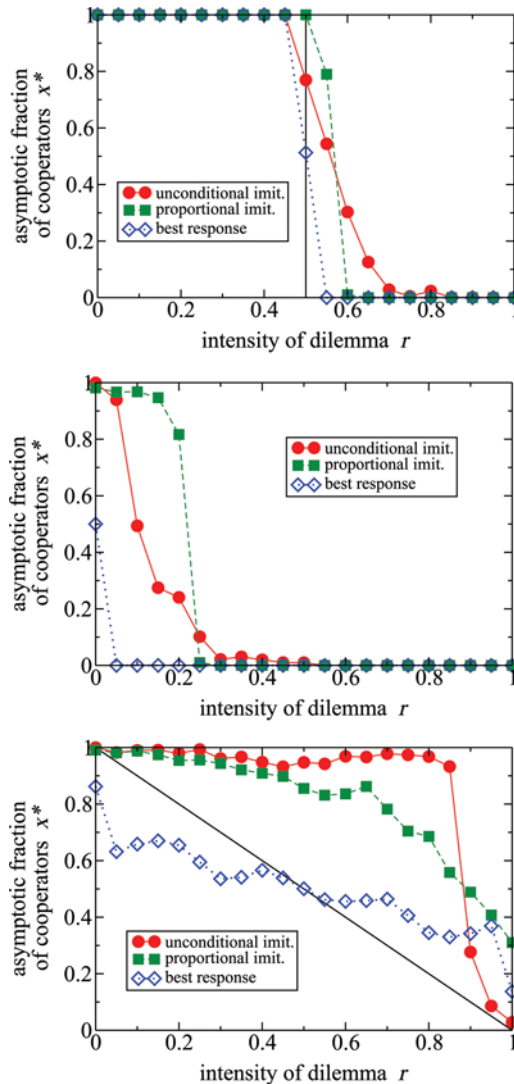 1
0.8
0.6
0.4
0.2
0
asymptotic fraction
of cooperators x*
unconditional imit.
proportional imit.
best response
0 0.2 0.4 0.6 0.8 1
intensity of dilemma r
1
0.8
0.6
0.4
0.2
0
asymptotic fraction
of cooperators x*
unconditional imit.
proportional imit.
best response
0 0.2 0.4 0.6 0.8 1
intensity of dilemma r
1
0.8
0.6
0.4
0.2
0
asymptotic fraction
of cooperators x*
unconditional imit.
proportional imit.
best response
0 0.2 0.4 0.6 0.8 1
intensity of dilemma r